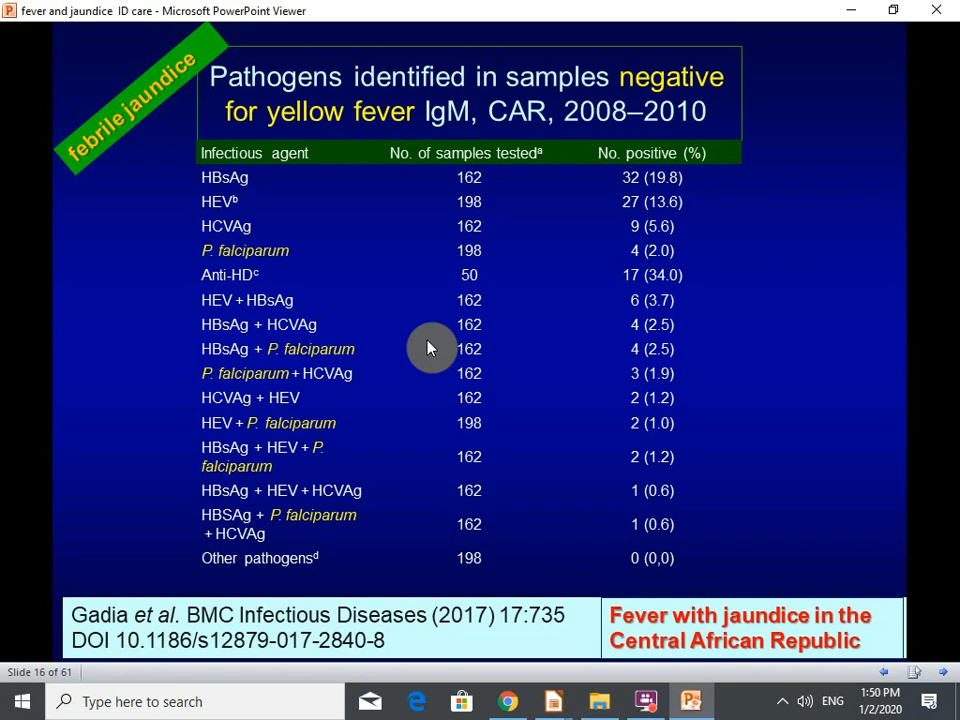 fever and jaundice ID care - Microsoft PowerPoint Viewer
febrile jaundice
Pathogens identified in samples negative
for yellow fever IgM, CAR, 2008–2010
Infectious agent No. of samples testedᵃ No. positive (%)
HBsAg 162 32 (19.8)
HEVᵇ 198 27 (13.6)
HCVAg 162 9 (5.6)
P. falciparum 198 4 (2.0)
Anti-HDᶜ 50 17 (34.0)
HEV + HBsAg 162 6 (3.7)
HBsAg + HCVAg 162 4 (2.5)
HBsAg + P. falciparum 162 4 (2.5)
P. falciparum + HCVAg 162 3 (1.9)
HCVAg + HEV 162 2 (1.2)
HEV + P. falciparum 198 2 (1.0)
HBsAg + HEV + P.
falciparum 162 2 (1.2)
HBsAg + HEV + HCVAg 162 1 (0.6)
HBSAg + P. falciparum
+ HCVAg 162 1 (0.6)
Other pathogensᵈ 198 0 (0,0)
Gadia et al. BMC Infectious Diseases (2017) 17:735
DOI 10.1186/s12879-017-2840-8
Fever with jaundice in the
Central African Republic
Slide 16 of 61
Type here to search
ENG
1:50 PM
1/2/2020